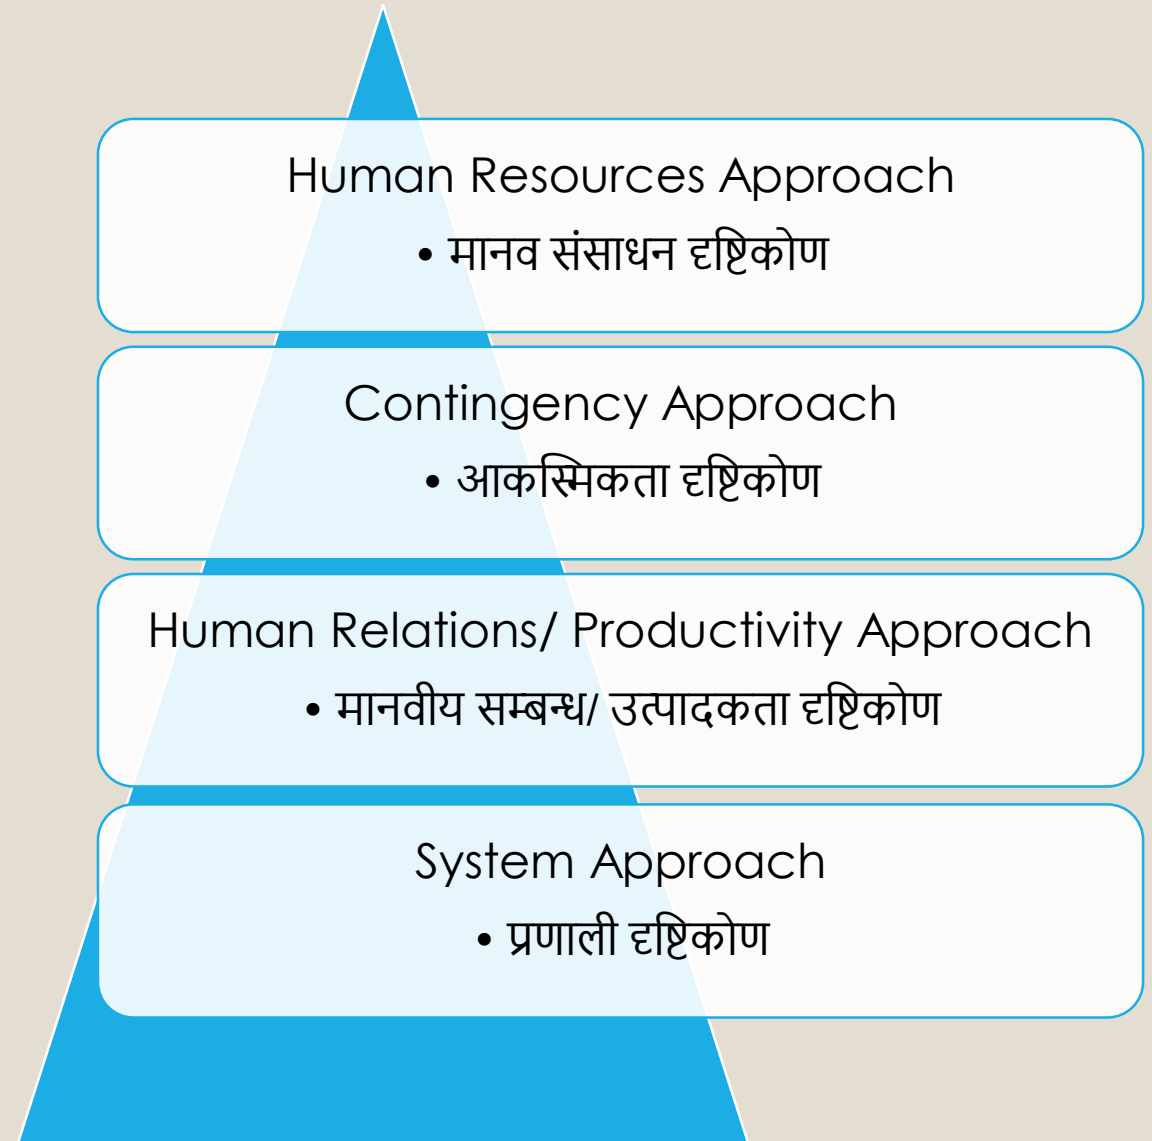 Human Resources Approach
• मानव संसाधन दृष्टिकोण
Contingency Approach
• आकस्मिकता दृष्टिकोण
Human Relations/ Productivity Approach
• मानवीय सम्बन्ध/ उत्पादकता दृष्टिकोण
System Approach
• प्रणाली दृष्टिकोण